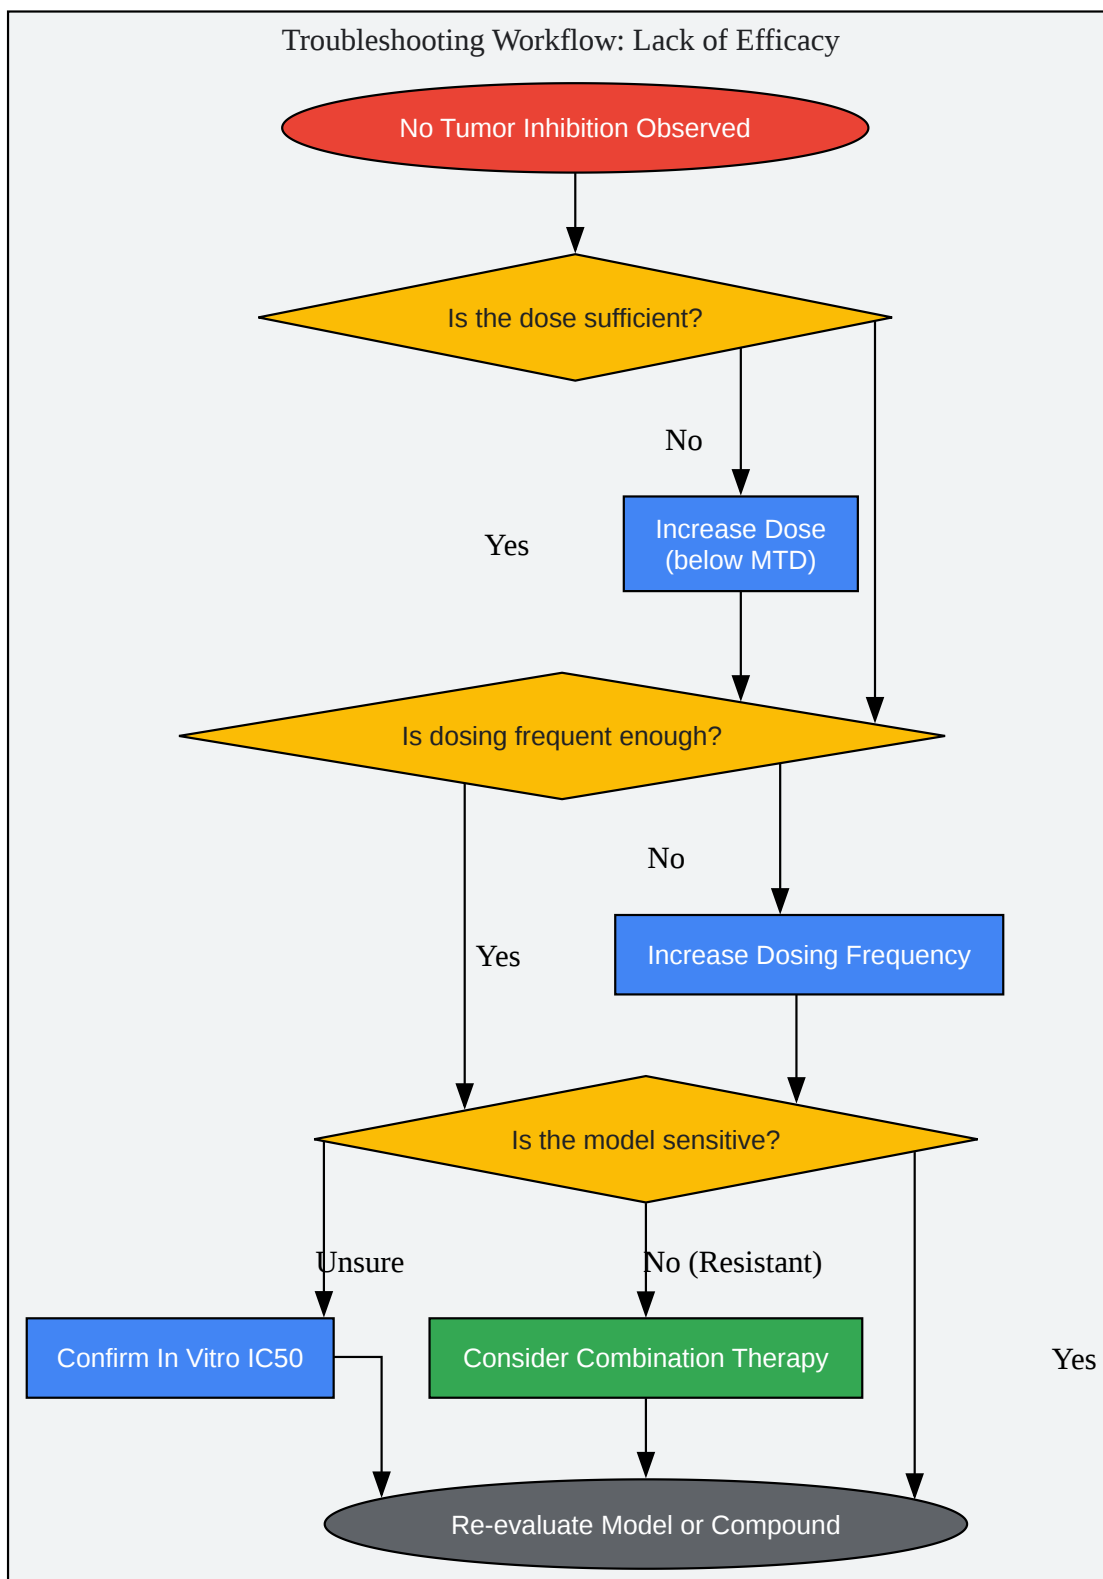 Troubleshooting Workflow: Lack of Efficacy
No Tumor Inhibition Observed
Is the dose sufficient?
No
Yes
Increase Dose
(below MTD)
Is dosing frequent enough?
No
Yes
Increase Dosing Frequency
Is the model sensitive?
Unsure
No (Resistant)
Confirm In Vitro IC50
Consider Combination Therapy
Yes
Re-evaluate Model or Compound